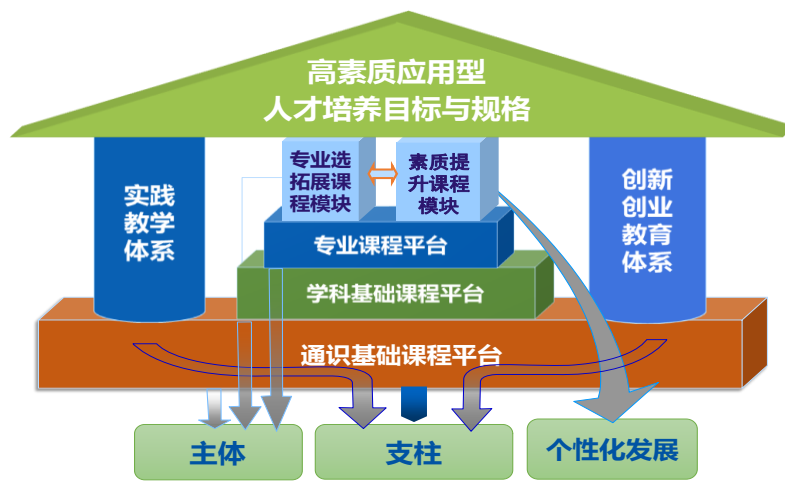 高素质应用型
人才培养目标与规格
实践
教学
体系
专业选
拓展课
程模块
素质提
升课程
模块
创新
创业
教育
体系
专业课程平台
学科基础课程平台
通识基础课程平台
主体
支柱
个性化发展